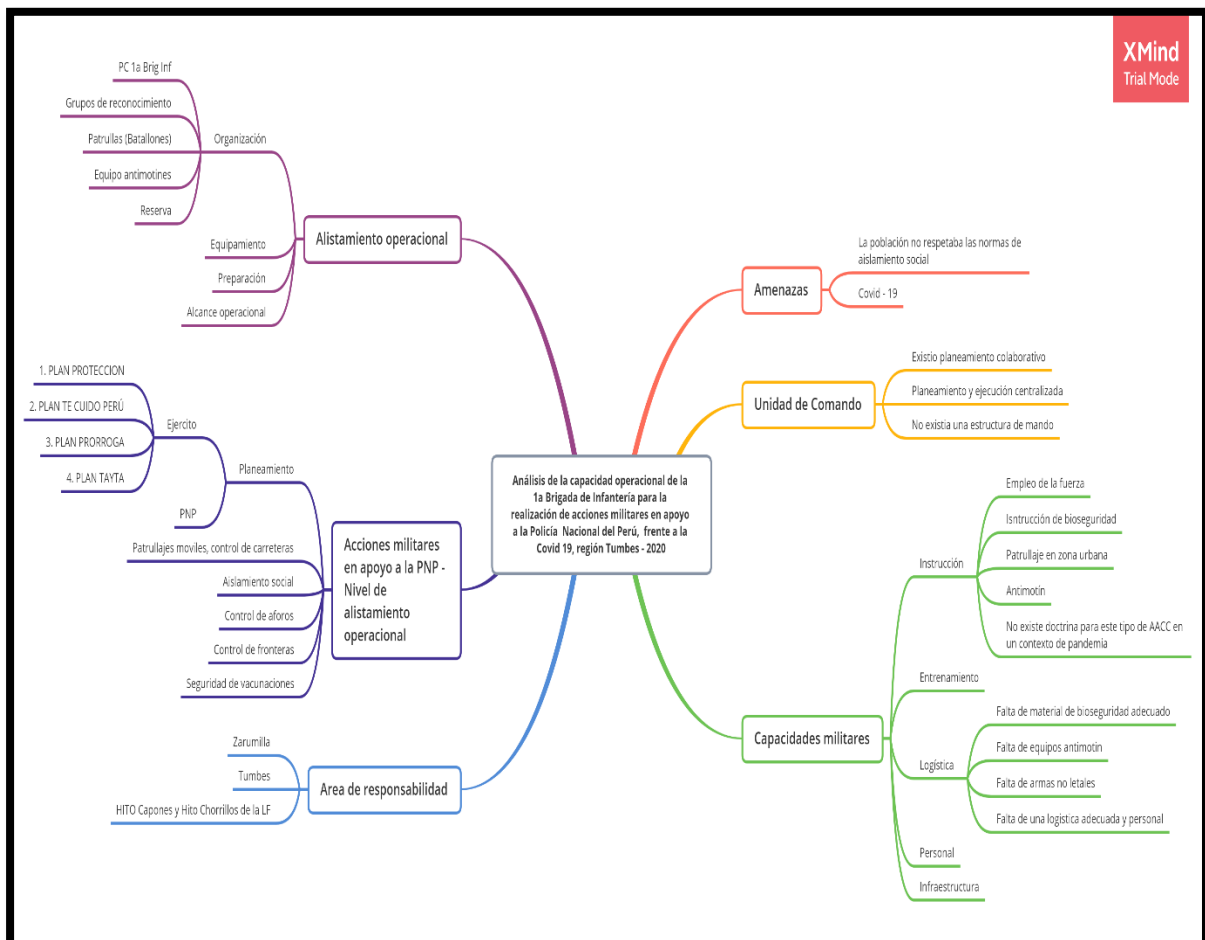 XMind
Trial Mode
PC 1a Brig Inf
Grupos de reconocimiento
Patrullas (Batallones)
Equipo antimotines
Reserva
Organización
Equipamiento
Preparación
Alcance operacional
Alistamiento operacional
1. PLAN PROTECCION
2. PLAN TE CUIDO PERÚ
3. PLAN PRORROGA
4. PLAN TAYTA
Ejercito
PNP
Planeamiento
Patrullajes moviles, control de carreteras
Aislamiento social
Control de aforos
Control de fronteras
Seguridad de vacunaciones
Acciones militares
en apoyo a la PNP -
Nivel de
alistamiento
operacional
Zarumilla
Tumbes
HITO Capones y Hito Chorrillos de la LF
Area de responsabilidad
Análisis de la capacidad operacional de la
1a Brigada de Infantería para la
realización de acciones militares en apoyo
a la Policía Nacional del Perú, frente a la
Covid 19, región Tumbes - 2020
Amenazas
La población no respetaba las normas de
aislamiento social
Covid - 19
Unidad de Comando
Existio planeamiento colaborativo
Planeamiento y ejecución centralizada
No existia una estructura de mando
Capacidades militares
Instrucción
Empleo de la fuerza
Isntrucción de bioseguridad
Patrullaje en zona urbana
Antimotín
No existe doctrina para este tipo de AACC en
un contexto de pandemía
Entrenamiento
Logística
Falta de material de bioseguridad adecuado
Falta de equipos antimotin
Falta de armas no letales
Falta de una logistica adecuada y personal
Personal
Infraestructura